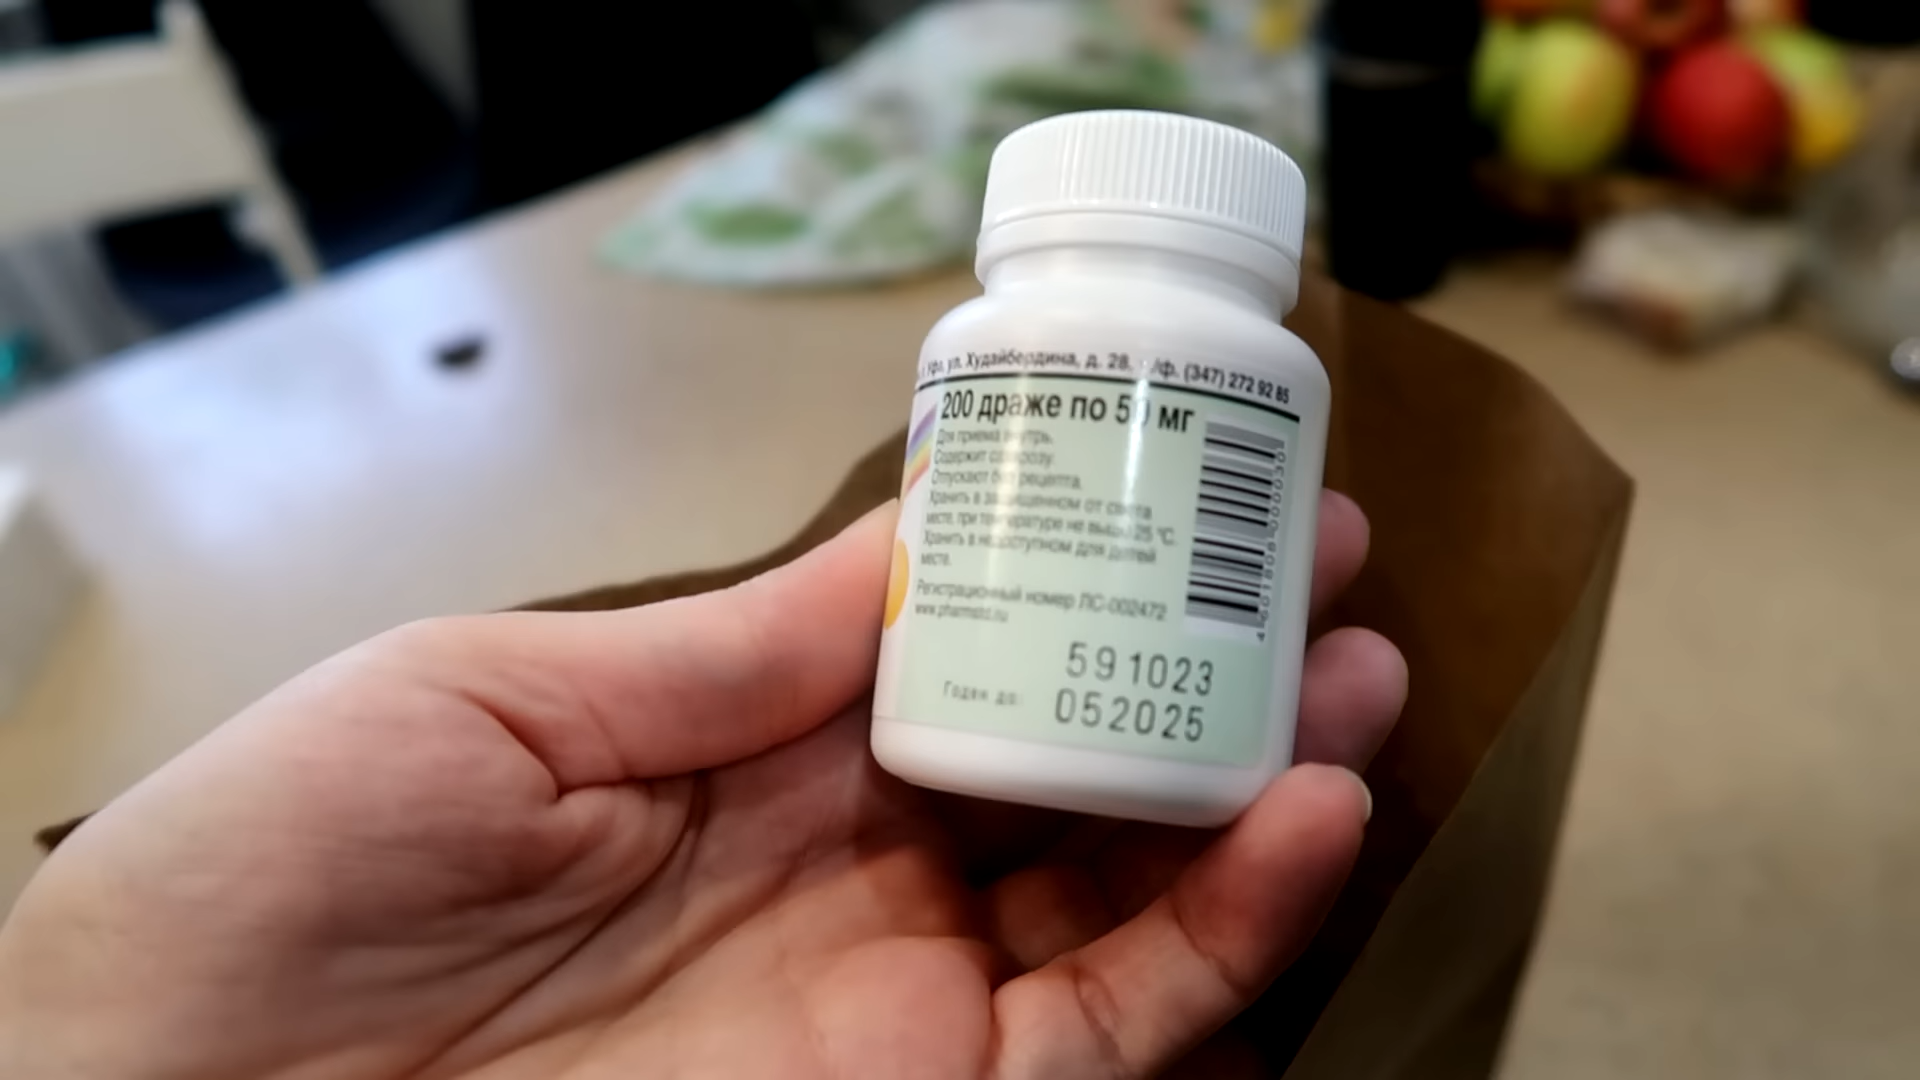 Уфа, ул. Худайбердина, д. 28, /ф. (347) 272 92 85
200 драже по 50 мг
Для приема внутрь.
Содержит сахарозу.
Отпускают без рецепта.
Хранить в защищенном от света
месте, при температуре не выше 25 °C.
Хранить в недоступном для детей
месте.
Регистрационный номер ЛС-002472
www.pharmstd.ru
591023
Годен до: 052025